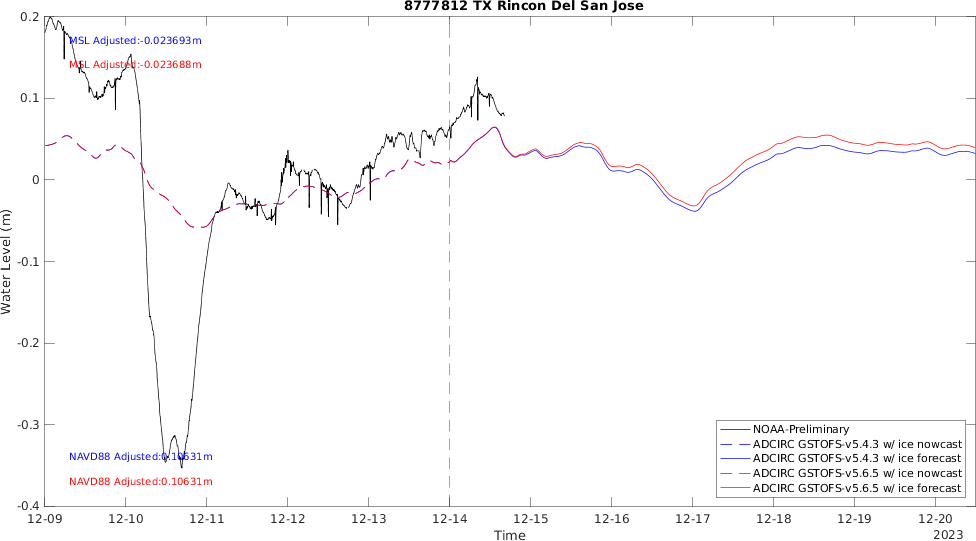 8777812 TX Rincon Del San Jose
0.2
0.1
0
-0.1
-0.2
-0.3
-0.4
Water Level (m)
MSL Adjusted:-0.023693m
MSL Adjusted:-0.023688m
NAVD88 Adjusted:0.10631m
NAVD88 Adjusted:0.10631m
NOAA-Preliminary
ADCIRC GSTOFS-v5.4.3 w/ ice nowcast
ADCIRC GSTOFS-v5.4.3 w/ ice forecast
ADCIRC GSTOFS-v5.6.5 w/ ice nowcast
ADCIRC GSTOFS-v5.6.5 w/ ice forecast
12-09 12-10 12-11 12-12 12-13 12-14 12-15 12-16 12-17 12-18 12-19 12-20
2023
Time